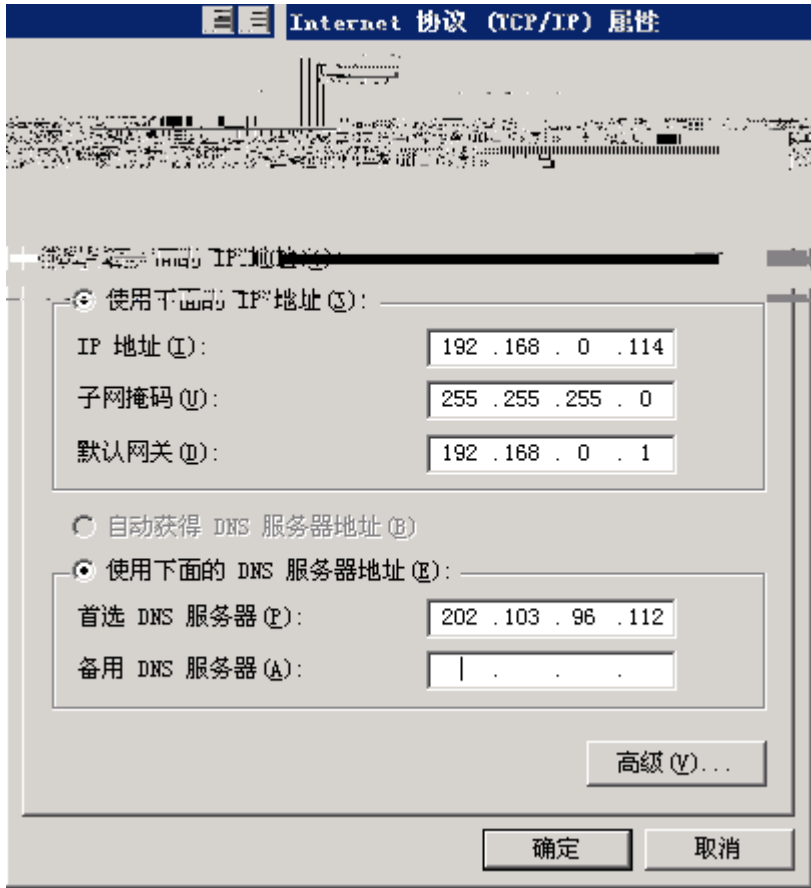 Internet 协议 (TCP/IP) 属性
使用下面的 IP 地址(S):
IP 地址(I): 192 .168 . 0 .114
子网掩码(U): 255 .255 .255 . 0
默认网关(D): 192 .168 . 0 . 1
自动获得 DNS 服务器地址(B)
使用下面的 DNS 服务器地址(E):
首选 DNS 服务器(P): 202 .103 . 96 .112
备用 DNS 服务器(A): . . .
高级(V)...
确定 取消